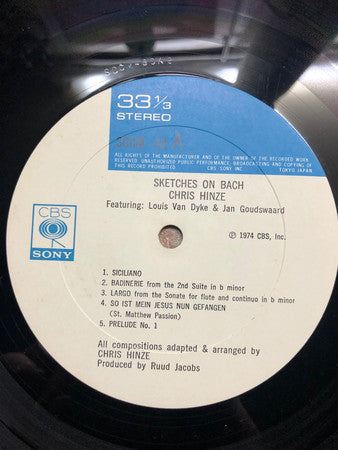 33 1/3
STEREO
ALL RIGHTS OF THE MANUFACTURER AND OF THE OWNER OF THE RECORDED WORK
RESERVED. UNAUTHORIZED PUBLIC PERFORMANCE, BROADCASTING AND COPYING OF
THIS RECORD PROHIBITED CBS SONY INC TOKYO JAPAN
SKETCHES ON BACH
CHRIS HINZE
Featuring: Louis Van Dyke & Jan Goudswaard
CBS
SONY
℗ 1974 CBS, Inc.
1. SICILIANO
2. BADINERIE from the 2nd Suite in b minor
3. LARGO from the Sonate for flute and continuo in b minor
4. SO IST MEIN JESUS NUN GEFANGEN
(St. Matthew Passion)
5. PRELUDE No. 1
All compositions adapted & arranged by
CHRIS HINZE
Produced by Ruud Jacobs